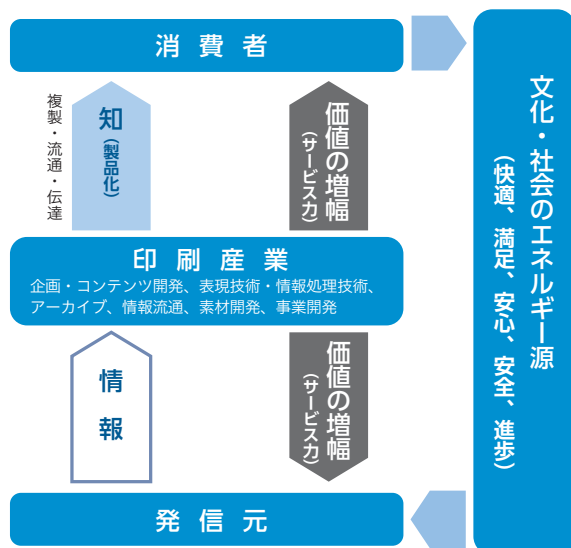 消費者
複製・流通・伝達
知
(製品化)
価値の増幅
(サービス力)
印刷産業
企画・コンテンツ開発、表現技術・情報処理技術、
アーカイブ、情報流通、素材開発、事業開発
情報
価値の増幅
(サービス力)
発信元
文化・社会のエネルギー源
(快適、満足、安心、安全、進歩)